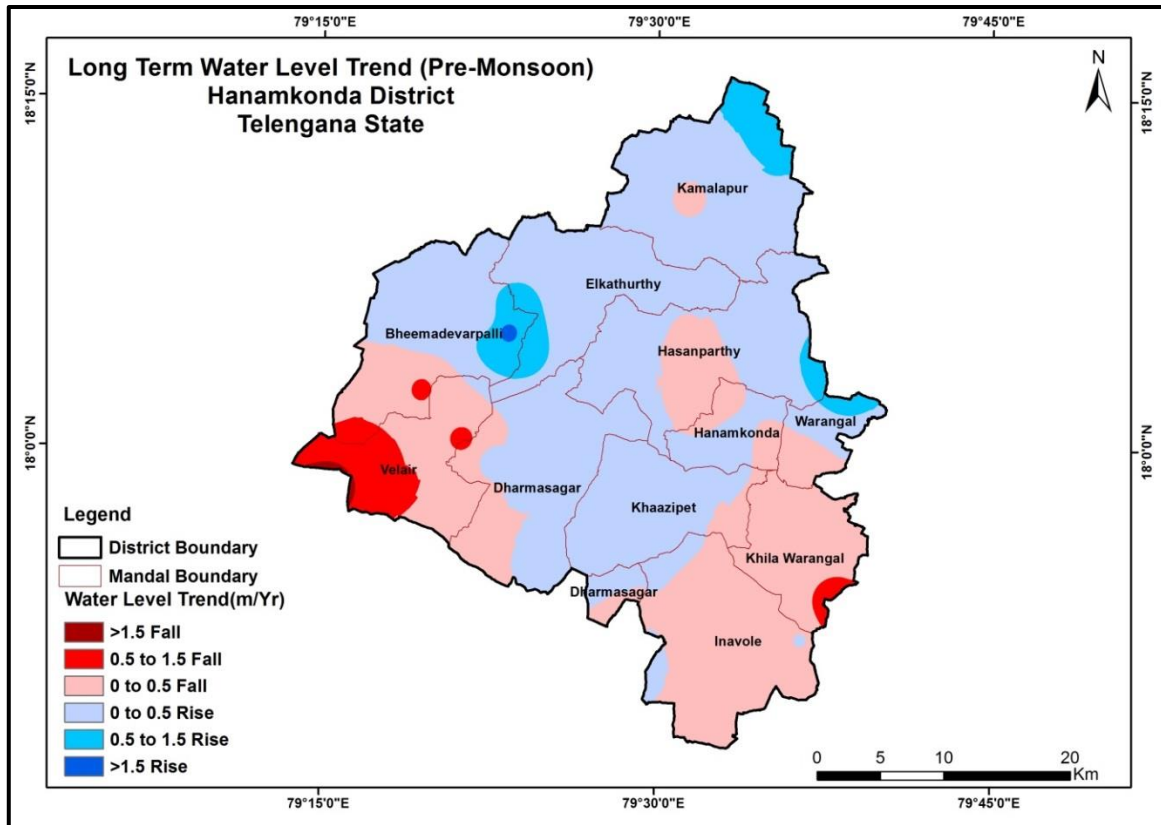 79°15'0"E 79°30'0"E 79°45'0"E
Long Term Water Level Trend (Pre-Monsoon)
Hanamkonda District
Telengana State
N
18°15'0"N 18°15'0"N
Kamalapur
Elkathurthy
Bheemadevarpalli
Hasanparthy
Warangal
Hanamkonda
18°0'0"N 18°0'0"N
Velair
Dharmasagar
Khaazipet
Khila Warangal
Dharmasagar
Inavole
Legend
District Boundary
Mandal Boundary
Water Level Trend(m/Yr)
>1.5 Fall
0.5 to 1.5 Fall
0 to 0.5 Fall
0 to 0.5 Rise
0.5 to 1.5 Rise
>1.5 Rise
0 5 10 20
Km
79°15'0"E 79°30'0"E 79°45'0"E